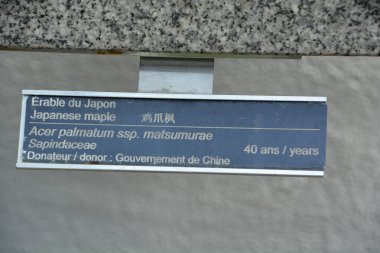 Érable du Japon
Japanese maple 鸡爪枫
Acer palmatum ssp. matsumurae
Sapindaceae 40 ans / years
Donateur / donor : Gouvernement de Chine